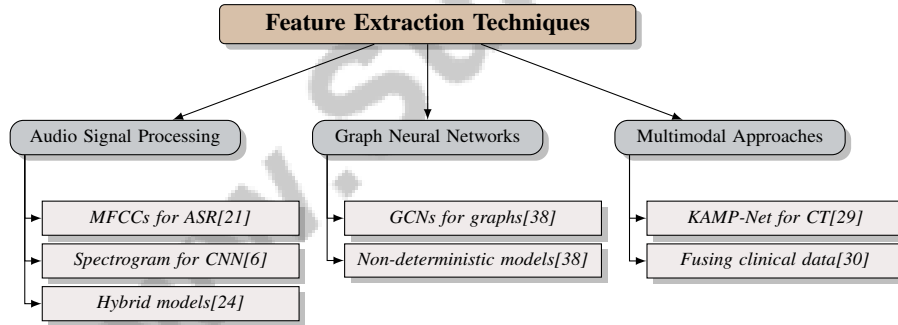 Feature Extraction Techniques
Audio Signal Processing
Graph Neural Networks
Multimodal Approaches
MFCCs for ASR[21]
GCNs for graphs[38]
KAMP-Net for CT[29]
Spectrogram for CNN[6]
Non-deterministic models[38]
Fusing clinical data[30]
Hybrid models[24]